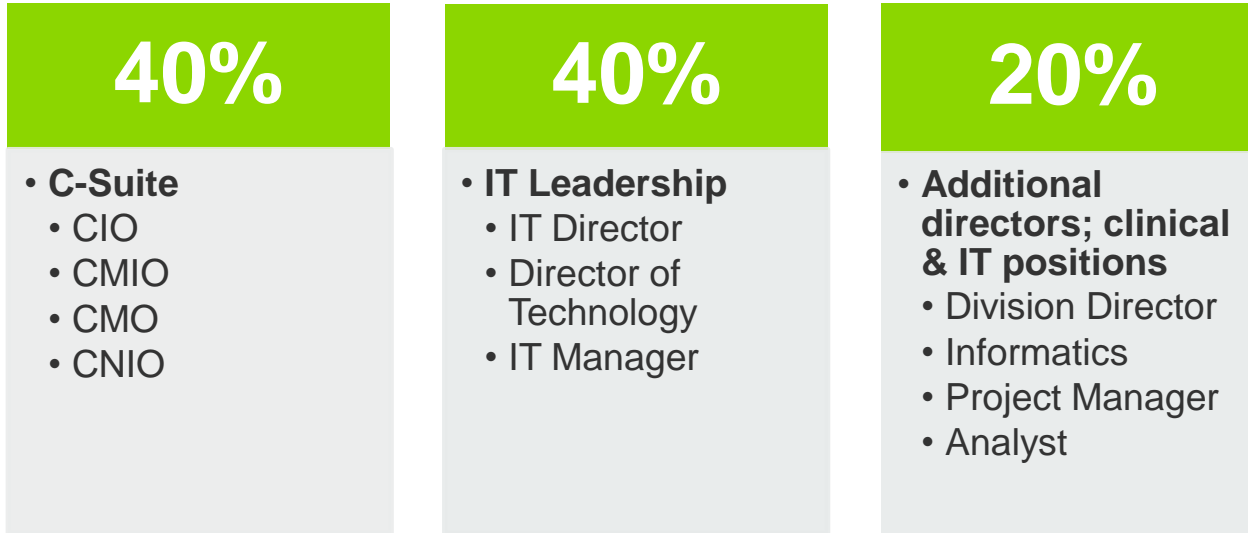 40%
• C-Suite
• CIO
• CMIO
• CMO
• CNIO
40%
• IT Leadership
• IT Director
• Director of
Technology
• IT Manager
20%
• Additional
directors; clinical
& IT positions
• Division Director
• Informatics
• Project Manager
• Analyst